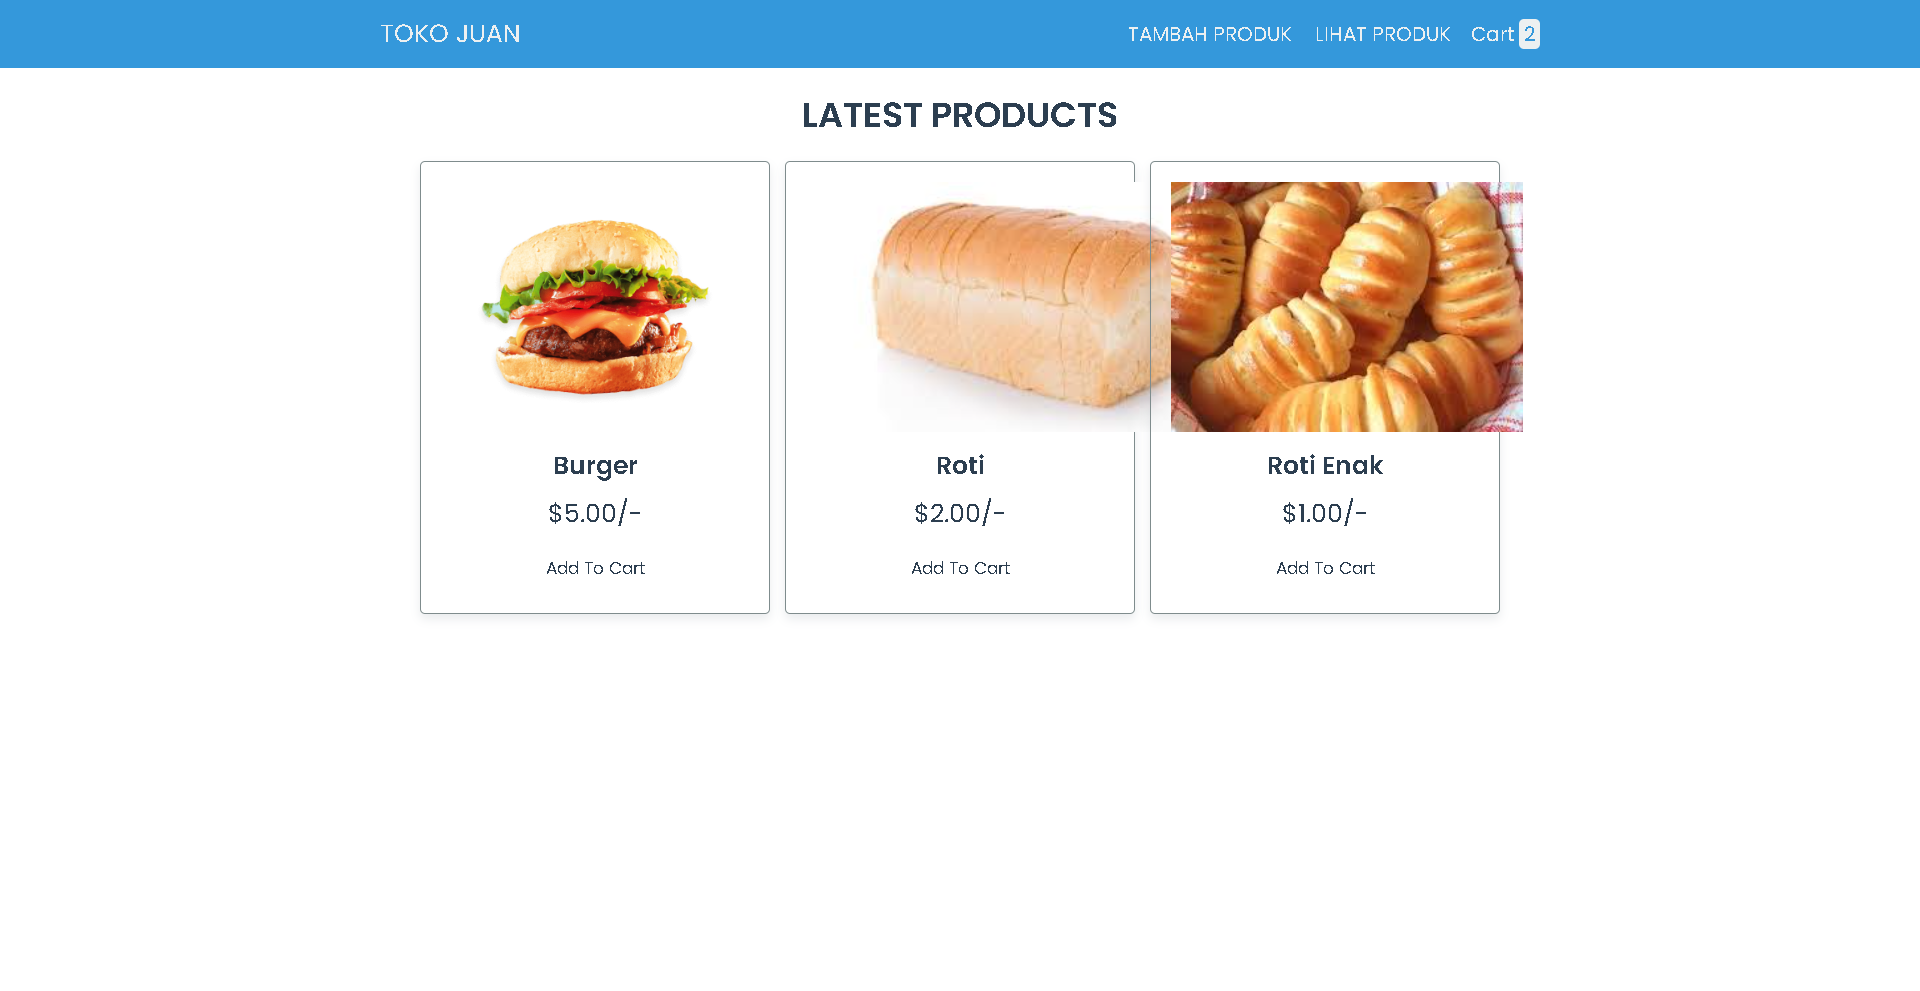 TOKO JUAN
TAMBAH PRODUK LIHAT PRODUK Cart 2
LATEST PRODUCTS
Burger
$5.00/-
Add To Cart
Roti
$2.00/-
Add To Cart
Roti Enak
$1.00/-
Add To Cart